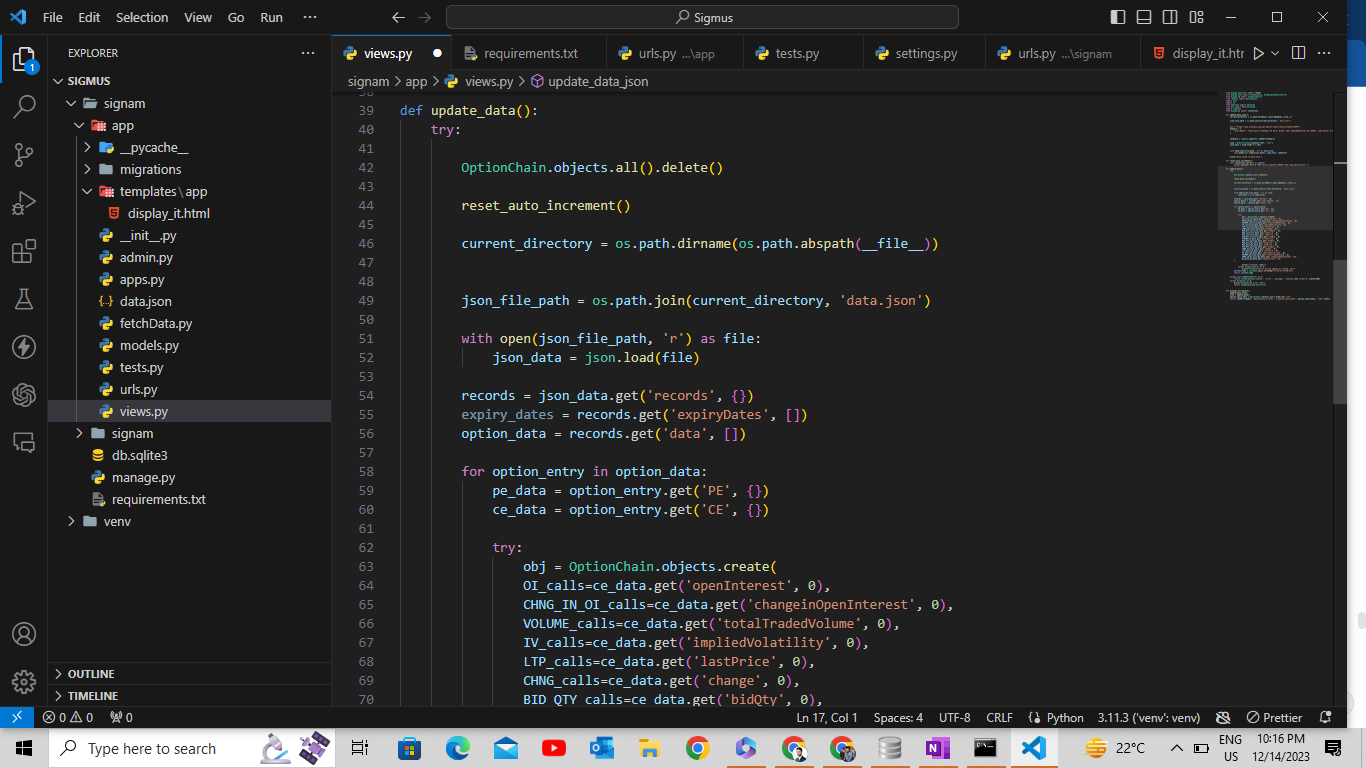 File Edit Selection View Go Run ···
Sigmus
EXPLORER
SIGMUS
signam
app
__pycache__
migrations
templates\app
display_it.html
__init__.py
admin.py
apps.py
data.json
fetchData.py
models.py
tests.py
urls.py
views.py
signam
db.sqlite3
manage.py
requirements.txt
venv
OUTLINE
TIMELINE
1
views.py
requirements.txt
urls.py ...\app
tests.py
settings.py
urls.py ...\signam
display_it.htr
signam > app > views.py > update_data_json
38
39 def update_data():
40 try:
41
42 OptionChain.objects.all().delete()
43
44 reset_auto_increment()
45
46 current_directory = os.path.dirname(os.path.abspath(__file__))
47
48
49 json_file_path = os.path.join(current_directory, 'data.json')
50
51 with open(json_file_path, 'r') as file:
52 json_data = json.load(file)
53
54 records = json_data.get('records', {})
55 expiry_dates = records.get('expiryDates', [])
56 option_data = records.get('data', [])
57
58 for option_entry in option_data:
59 pe_data = option_entry.get('PE', {})
60 ce_data = option_entry.get('CE', {})
61
62 try:
63 obj = OptionChain.objects.create(
64 OI_calls=ce_data.get('openInterest', 0),
65 CHNG_IN_OI_calls=ce_data.get('changeinOpenInterest', 0),
66 VOLUME_calls=ce_data.get('totalTradedVolume', 0),
67 IV_calls=ce_data.get('impliedVolatility', 0),
68 LTP_calls=ce_data.get('lastPrice', 0),
69 CHNG_calls=ce_data.get('change', 0),
70 BID_QTY_calls=ce_data.get('bidQty', 0),
0 0 0
Ln 17, Col 1 Spaces: 4 UTF-8 CRLF {} Python 3.11.3 ('venv': venv) Prettier
Type here to search
22°C
ENG
US
10:16 PM
12/14/2023